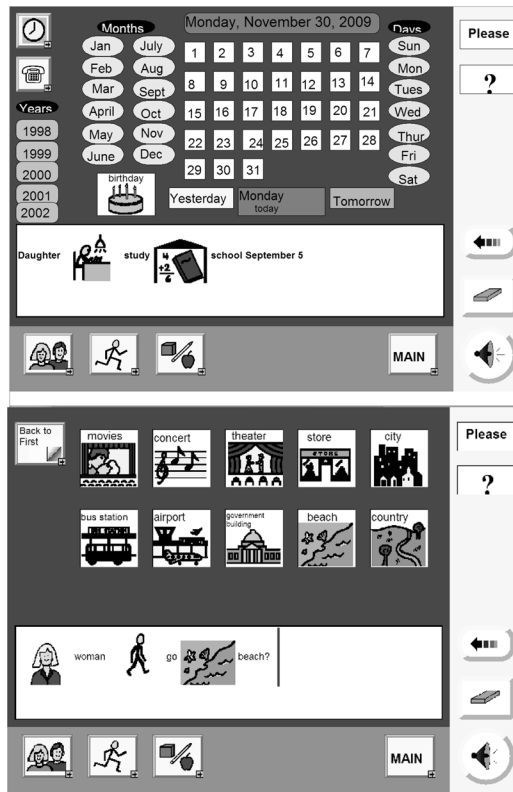 Monday, November 30, 2009
Please
Months
Days
Jan July
1 2 3 4 5 6 7
Sun
Feb Aug
Mon
?
Mar Sept
8 9 10 11 12 13 14
Tues
Years
April Oct
15 16 17 18 19 20 21
Wed
1998
May Nov
22 23 24 25 26 27 28
Thur
1999
June Dec
Fri
2000
29 30 31
Sat
birthday
2001
Yesterday Monday Tomorrow
today
2002
Daughter study 4 +2 6 school September 5
MAIN
Back to
First
movies concert theater store city
Please
STORE
?
bus station airport government building beach country
woman go beach?
MAIN